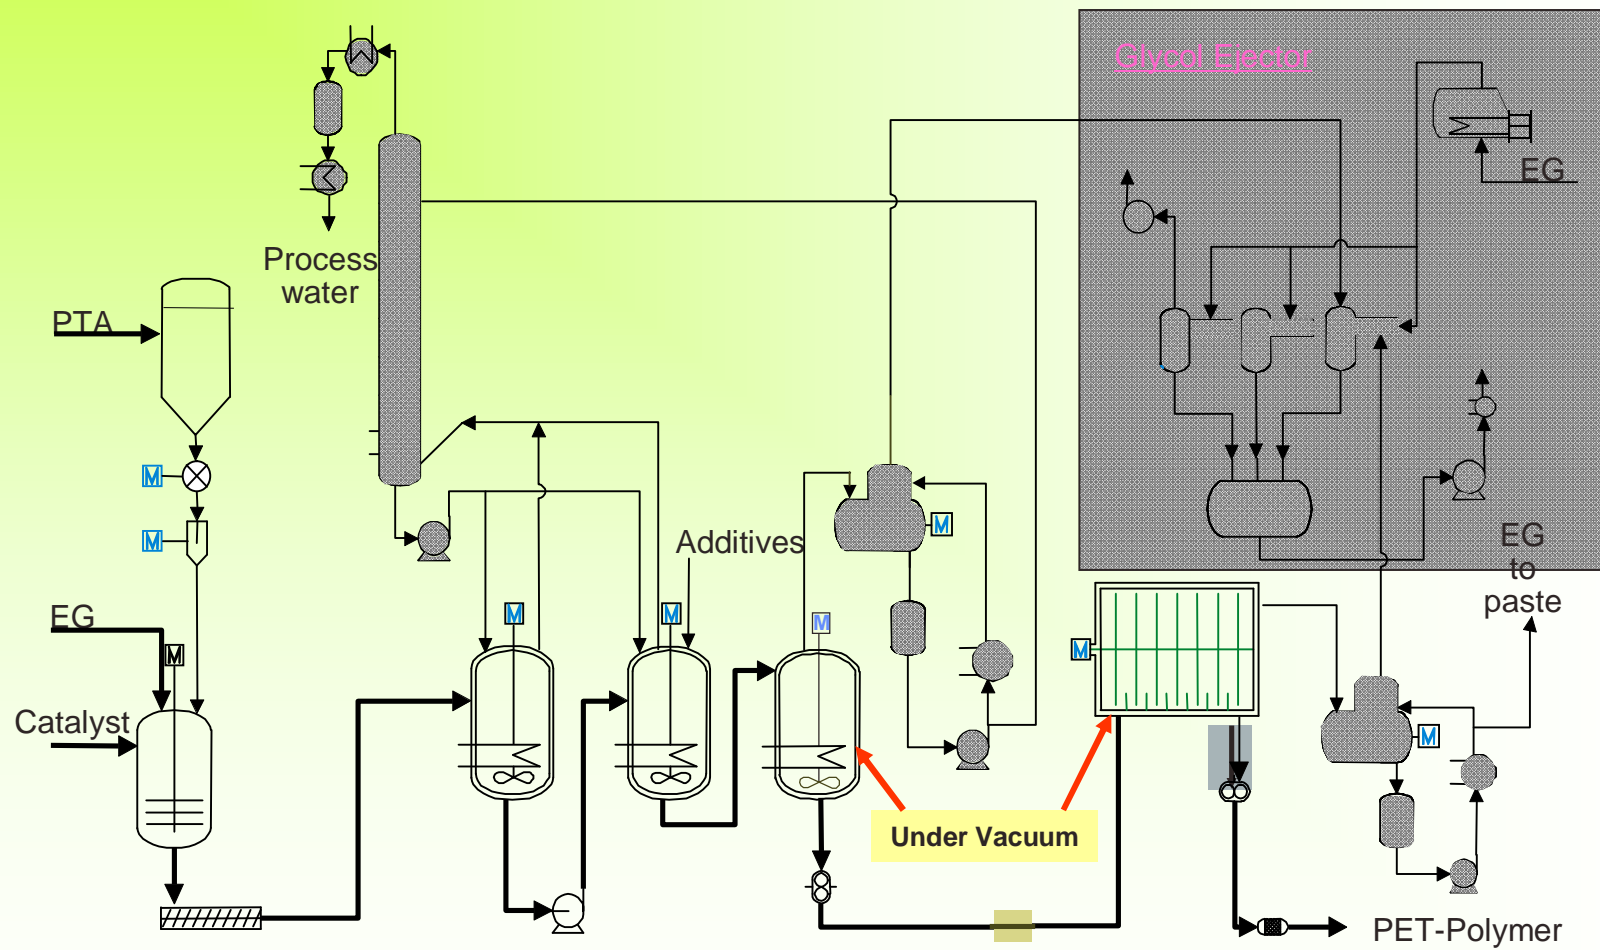 Glycol Ejector
EG
Process
water
PTA
M
M
Additives
M
EG
to
paste
EG
M
M
M
M
M
Catalyst
M
Under Vacuum
PET-Polymer